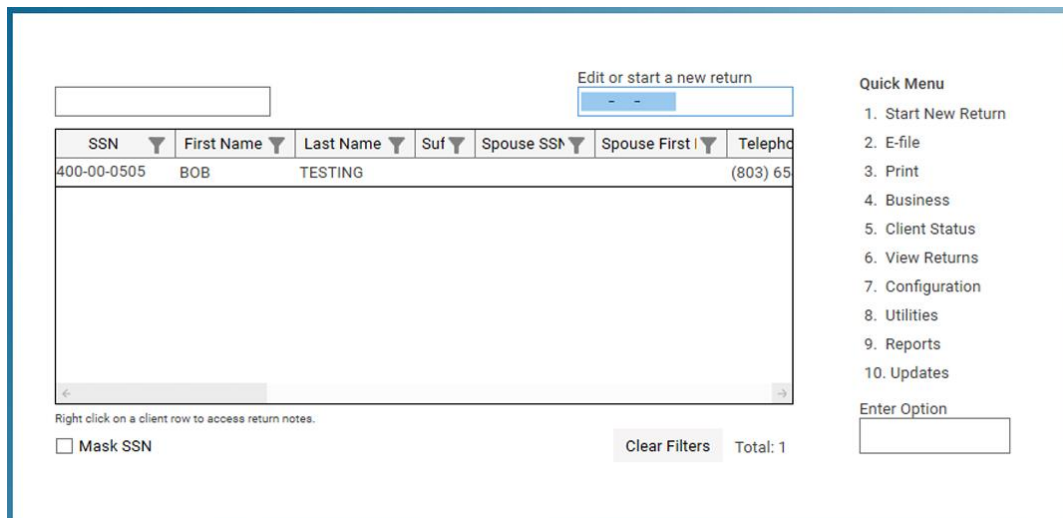 Edit or start a new return
- -
SSN First Name Last Name Suf Spouse SSN Spouse First Telepho
400-00-0505 BOB TESTING (803) 65
Right click on a client row to access return notes.
Mask SSN
Clear Filters Total: 1
Quick Menu
1. Start New Return
2. E-file
3. Print
4. Business
5. Client Status
6. View Returns
7. Configuration
8. Utilities
9. Reports
10. Updates
Enter Option